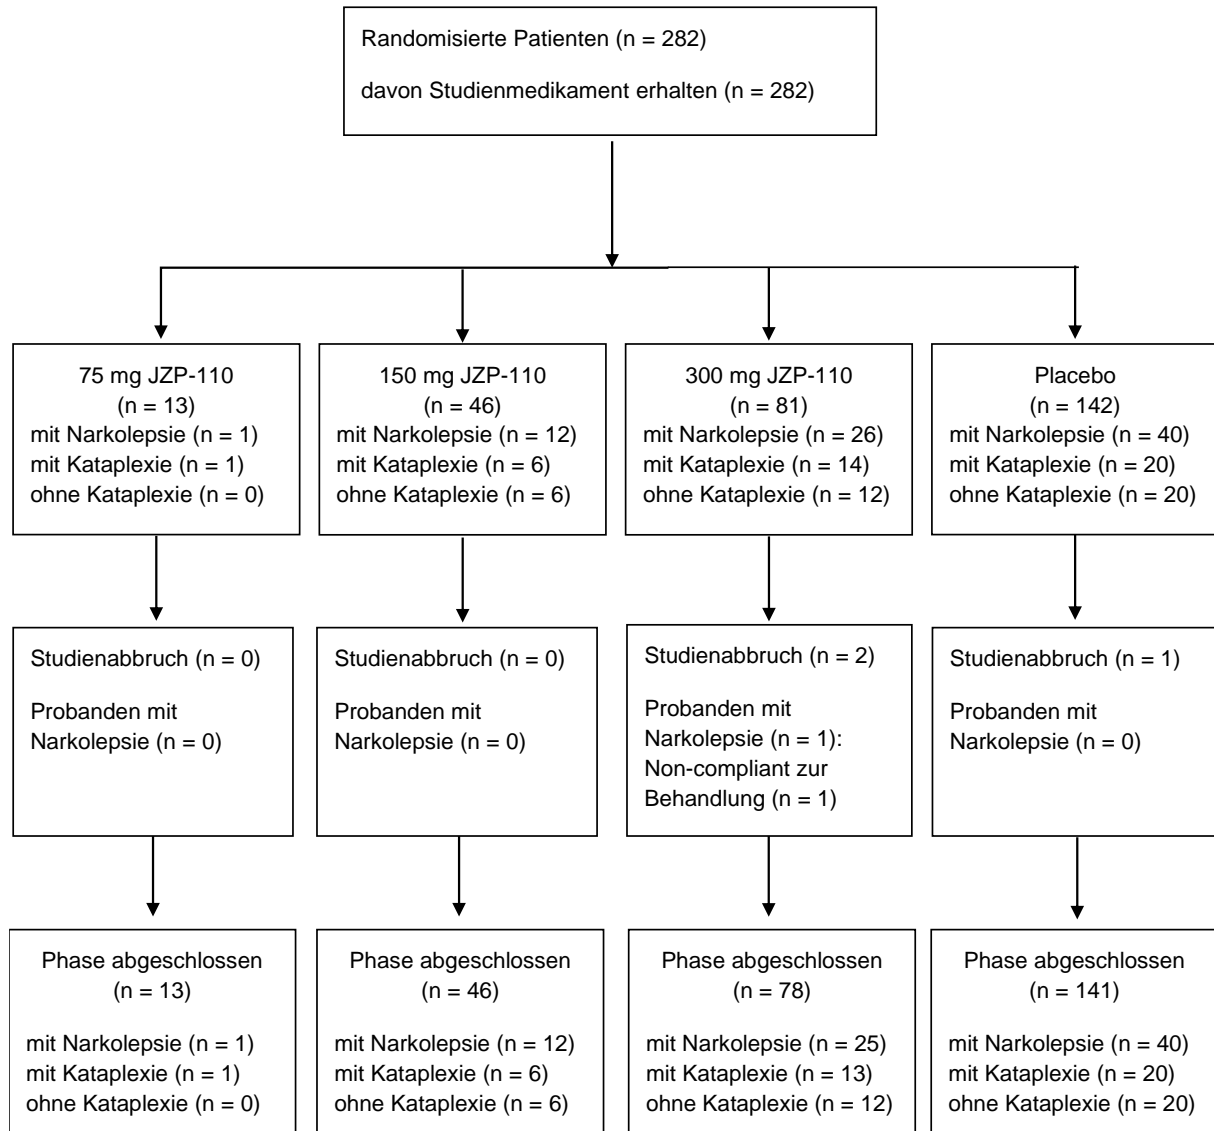 Randomisierte Patienten (n = 282)
davon Studienmedikament erhalten (n = 282)
75 mg JZP-110
(n = 13)
mit Narkolepsie (n = 1)
mit Kataplexie (n = 1)
ohne Kataplexie (n = 0)
150 mg JZP-110
(n = 46)
mit Narkolepsie (n = 12)
mit Kataplexie (n = 6)
ohne Kataplexie (n = 6)
300 mg JZP-110
(n = 81)
mit Narkolepsie (n = 26)
mit Kataplexie (n = 14)
ohne Kataplexie (n = 12)
Placebo
(n = 142)
mit Narkolepsie (n = 40)
mit Kataplexie (n = 20)
ohne Kataplexie (n = 20)
Studienabbruch (n = 0)
Probanden mit
Narkolepsie (n = 0)
Studienabbruch (n = 0)
Probanden mit
Narkolepsie (n = 0)
Studienabbruch (n = 2)
Probanden mit
Narkolepsie (n = 1):
Non-compliant zur
Behandlung (n = 1)
Studienabbruch (n = 1)
Probanden mit
Narkolepsie (n = 0)
Phase abgeschlossen
(n = 13)
mit Narkolepsie (n = 1)
mit Kataplexie (n = 1)
ohne Kataplexie (n = 0)
Phase abgeschlossen
(n = 46)
mit Narkolepsie (n = 12)
mit Kataplexie (n = 6)
ohne Kataplexie (n = 6)
Phase abgeschlossen
(n = 78)
mit Narkolepsie (n = 25)
mit Kataplexie (n = 13)
ohne Kataplexie (n = 12)
Phase abgeschlossen
(n = 141)
mit Narkolepsie (n = 40)
mit Kataplexie (n = 20)
ohne Kataplexie (n = 20)